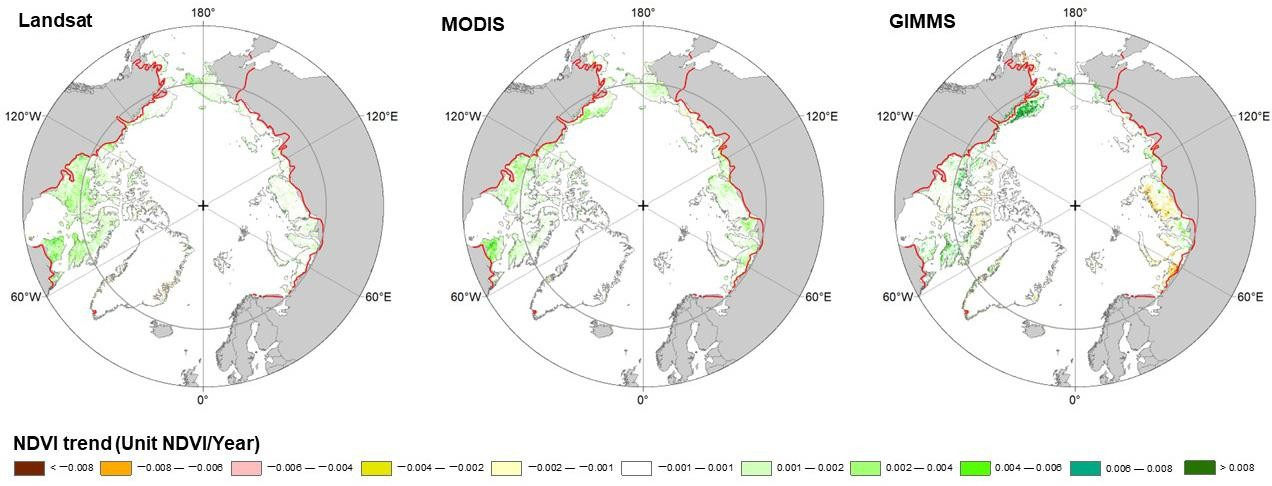 Landsat
MODIS
GIMMS
180°
180°
180°
120°W
120°E
120°W
120°E
120°W
120°E
60°W
60°E
60°W
60°E
60°W
60°E
0°
0°
0°
NDVI trend (Unit NDVI/Year)
< −0.008 −0.008 — −0.006 −0.006 — −0.004 −0.004 — −0.002 −0.002 — −0.001 −0.001 — 0.001 0.001 — 0.002 0.002 — 0.004 0.004 — 0.006 0.006 — 0.008 > 0.008